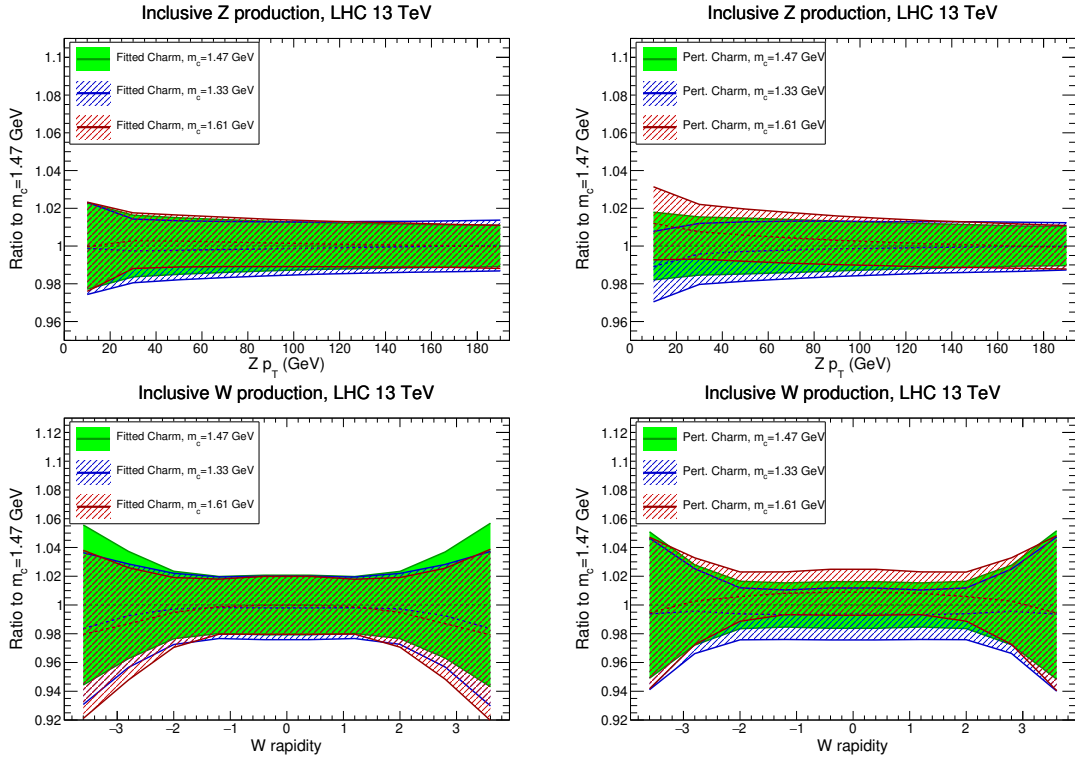 Inclusive Z production, LHC 13 TeV
Ratio to m_c=1.47 GeV
1.1
1.08
1.06
1.04
1.02
1
0.98
0.96
Fitted Charm, m_c=1.47 GeV
Fitted Charm, m_c=1.33 GeV
Fitted Charm, m_c=1.61 GeV
0 20 40 60 80 100 120 140 160 180
Z p_T (GeV)
Inclusive Z production, LHC 13 TeV
Ratio to m_c=1.47 GeV
1.1
1.08
1.06
1.04
1.02
1
0.98
0.96
Pert. Charm, m_c=1.47 GeV
Pert. Charm, m_c=1.33 GeV
Pert. Charm, m_c=1.61 GeV
0 20 40 60 80 100 120 140 160 180
Z p_T (GeV)
Inclusive W production, LHC 13 TeV
Ratio to m_c=1.47 GeV
1.12
1.1
1.08
1.06
1.04
1.02
1
0.98
0.96
0.94
0.92
Fitted Charm, m_c=1.47 GeV
Fitted Charm, m_c=1.33 GeV
Fitted Charm, m_c=1.61 GeV
−3 −2 −1 0 1 2 3
W rapidity
Inclusive W production, LHC 13 TeV
Ratio to m_c=1.47 GeV
1.12
1.1
1.08
1.06
1.04
1.02
1
0.98
0.96
0.94
0.92
Pert. Charm, m_c=1.47 GeV
Pert. Charm, m_c=1.33 GeV
Pert. Charm, m_c=1.61 GeV
−3 −2 −1 0 1 2 3
W rapidity